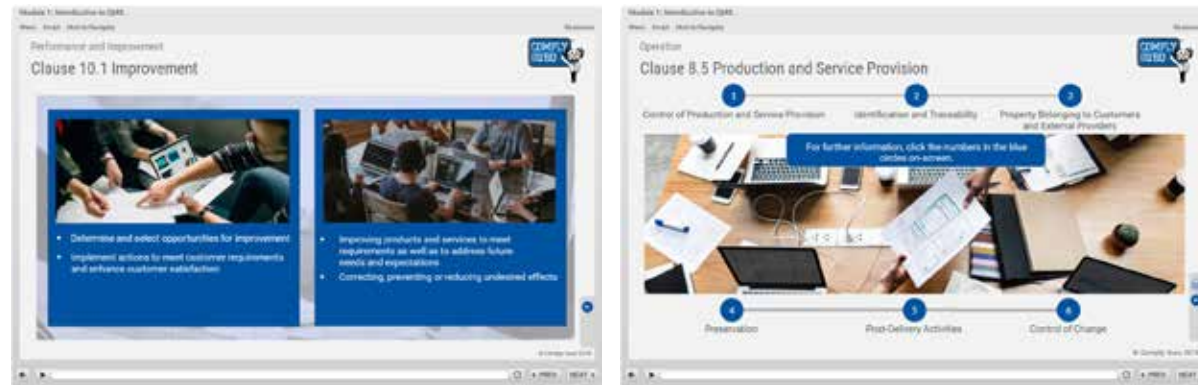 Module 1: Introduction to QMS
Performance and Improvement
Clause 10.1 Improvement
COMPLY
GURU
Determine and select opportunities for improvement
Implement actions to meet customer requirements
and enhance customer satisfaction
Improving products and services to meet
requirements as well as to address future
needs and expectations
Correcting, preventing or reducing undesired effects
PREV
NEXT
Module 1: Introduction to QMS
Operation
Clause 8.5 Production and Service Provision
COMPLY
GURU
1
2
3
Control of Production and Service Provision
Identification and Traceability
Property Belonging to Customers
and External Providers
For further information, click the numbers in the blue
circles on-screen.
4
5
6
Preservation
Post-Delivery Activities
Control of Change
PREV
NEXT